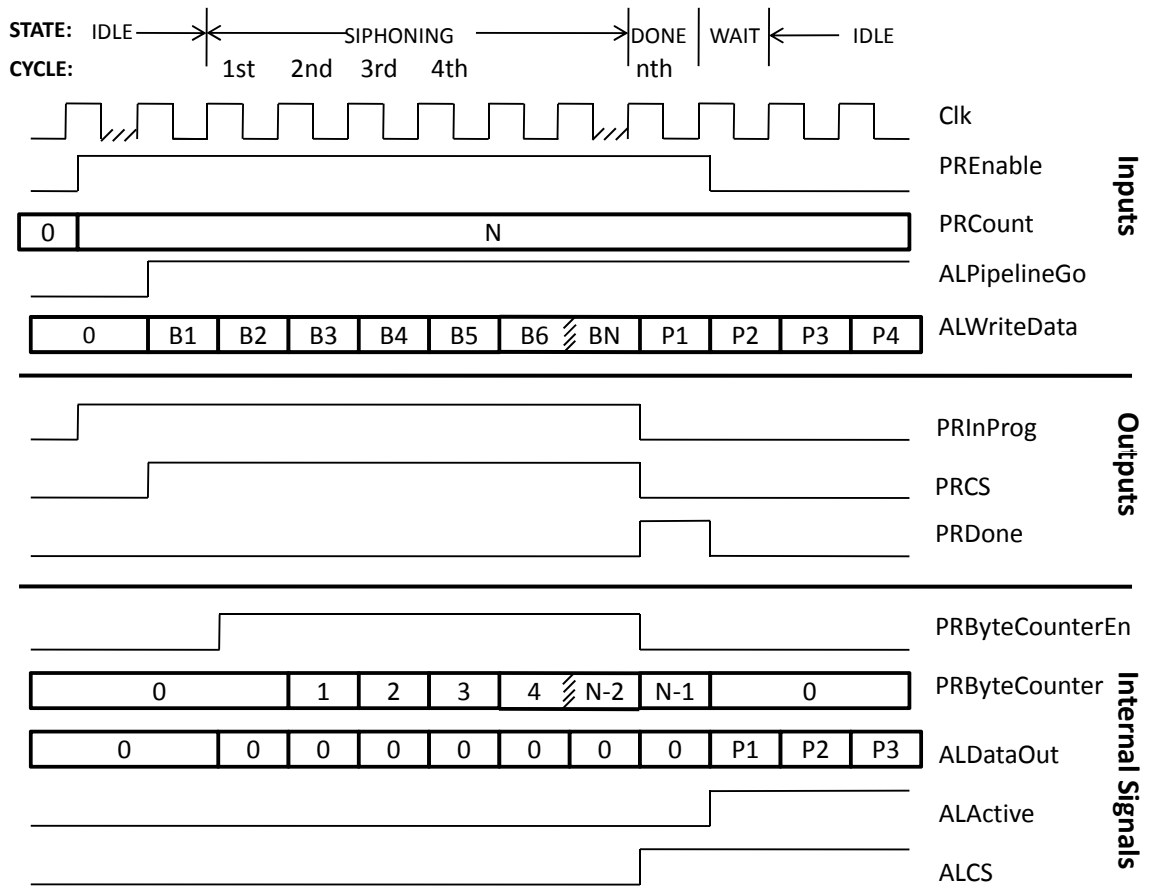 STATE: IDLE SIPHONING DONE WAIT IDLE
CYCLE: 1st 2nd 3rd 4th nth
Clk
PREnable
0 N PRCount
ALPipelineGo
0 B1 B2 B3 B4 B5 B6 BN P1 P2 P3 P4 ALWriteData
Inputs
PRInProg
PRCS
PRDone
Outputs
PRByteCounterEn
0 1 2 3 4 N-2 N-1 0 PRByteCounter
0 0 0 0 0 0 0 0 P1 P2 P3 ALDataOut
ALActive
ALCS
Internal Signals